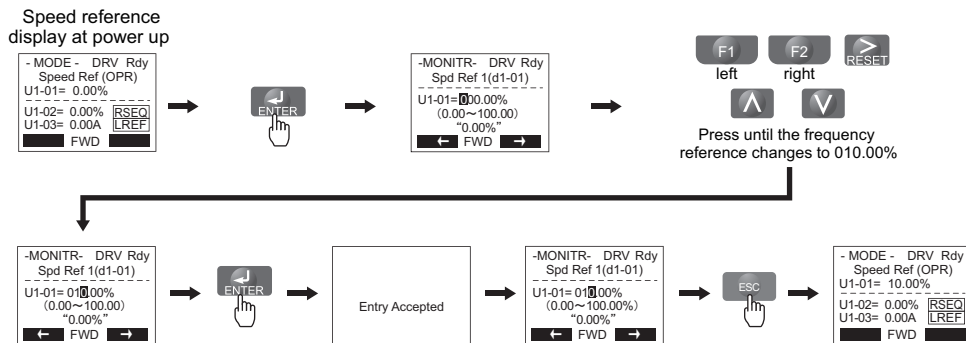 Speed reference
display at power up
- MODE - DRV Rdy
Speed Ref (OPR)
U1-01= 0.00%
U1-02= 0.00% RSEQ
U1-03= 0.00A LREF
FWD
ENTER
-MONITR- DRV Rdy
Spd Ref 1(d1-01)
U1-01=000.00%
(0.00~100.00)
“0.00%”
← FWD →
F1 F2 > RESET
left right
∧ ∨
Press until the frequency
reference changes to 010.00%
-MONITR- DRV Rdy
Spd Ref 1(d1-01)
U1-01= 010.00%
(0.00~100.00)
“0.00%”
← FWD →
ENTER
Entry Accepted
-MONITR- DRV Rdy
Spd Ref 1(d1-01)
U1-01= 010.00%
(0.00~100.00%)
“0.00%”
← FWD →
ESC
- MODE - DRV Rdy
Speed Ref (OPR)
U1-01= 10.00%
U1-02= 0.00% RSEQ
U1-03= 0.00A LREF
FWD